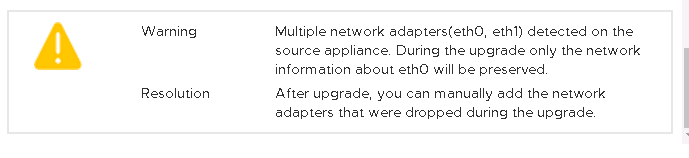 Warning
Multiple network adapters(eth0, eth1) detected on the
source appliance. During the upgrade only the network
information about eth0 will be preserved.
Resolution
After upgrade, you can manually add the network
adapters that were dropped during the upgrade.